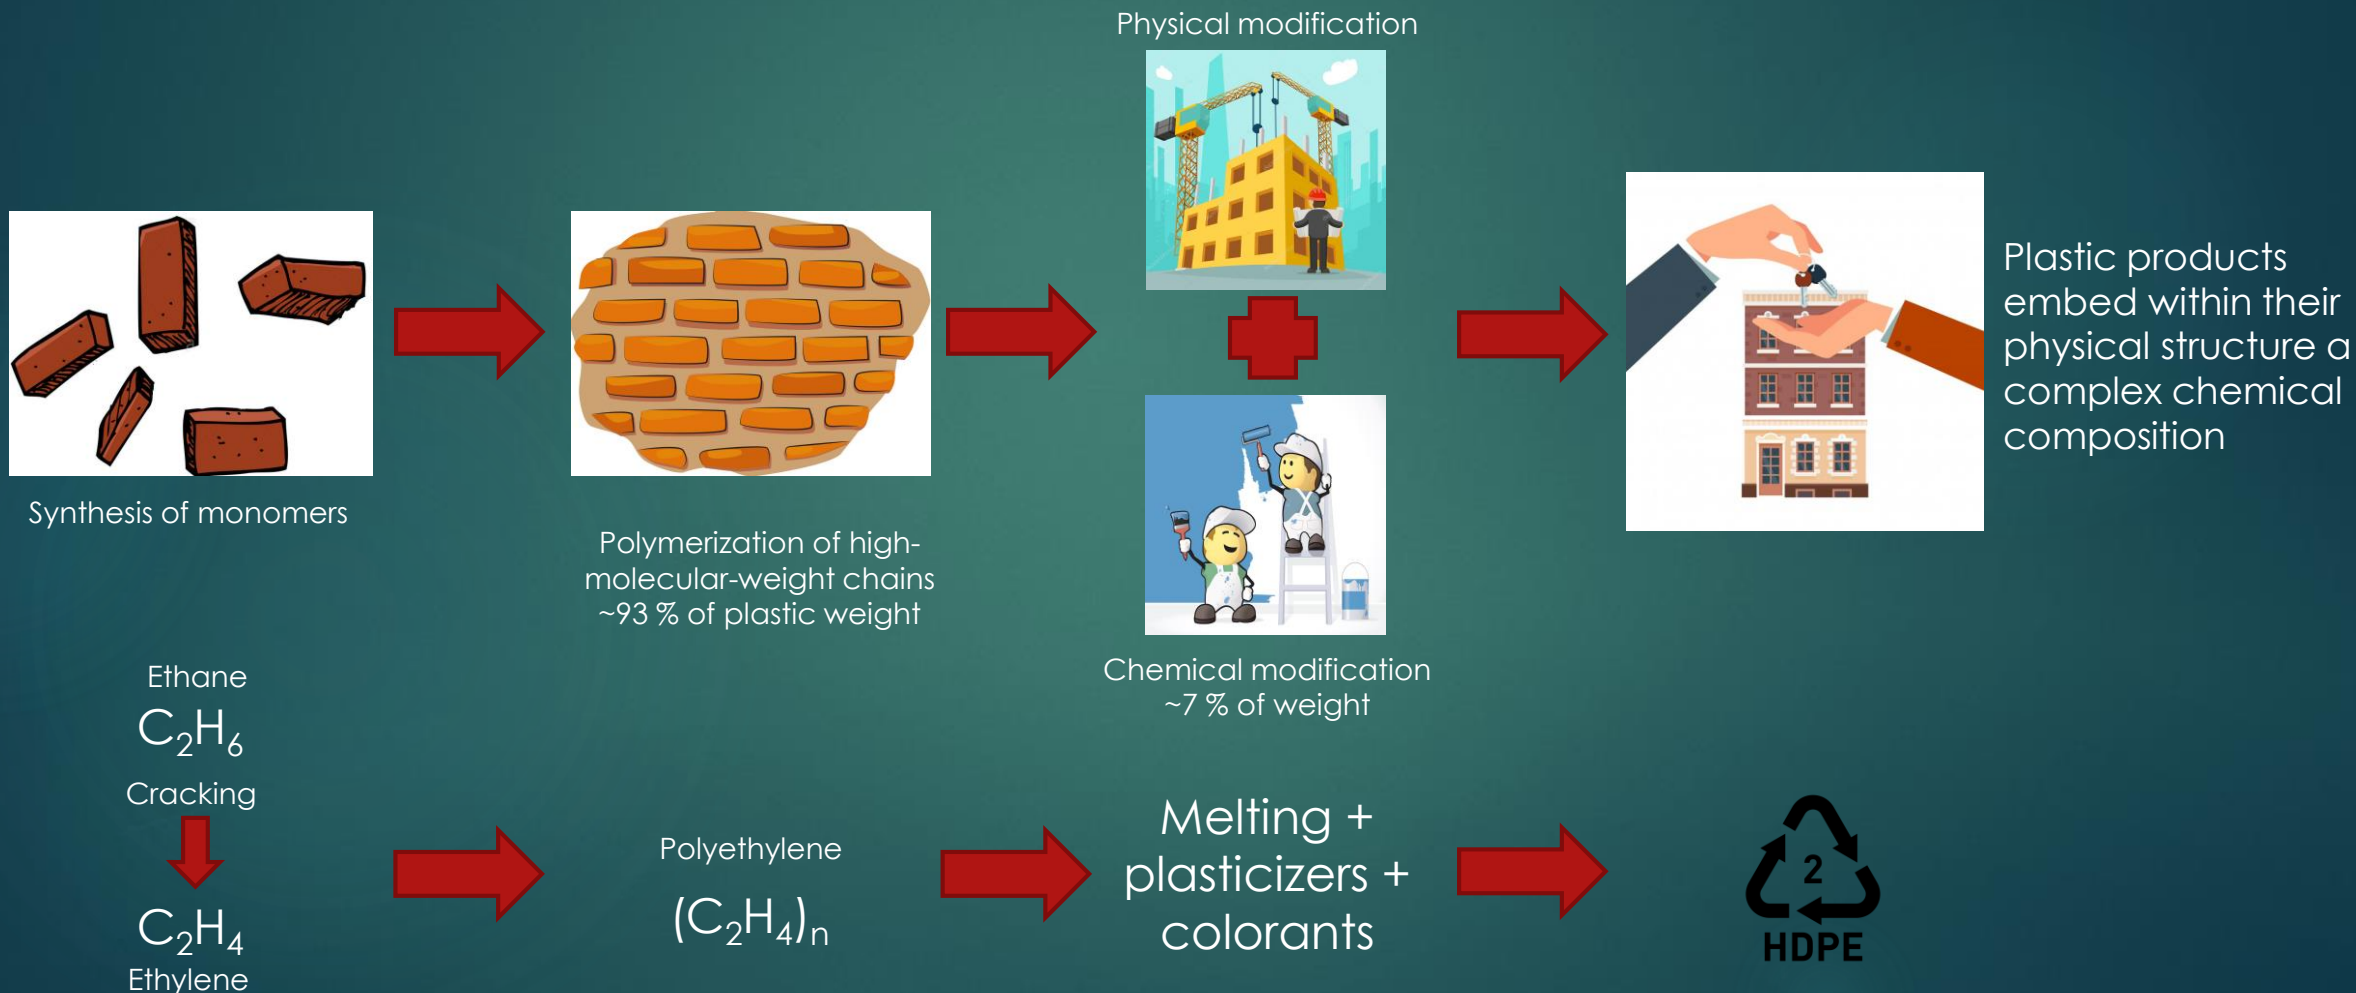 Physical modification
Synthesis of monomers
Polymerization of high-
molecular-weight chains
~93 % of plastic weight
Chemical modification
~7 % of weight
Plastic products
embed within their
physical structure a
complex chemical
composition
Ethane
C₂H₆
Cracking
C₂H₄
Ethylene
Polyethylene
(C₂H₄)ₙ
Melting +
plasticizers +
colorants
2
HDPE